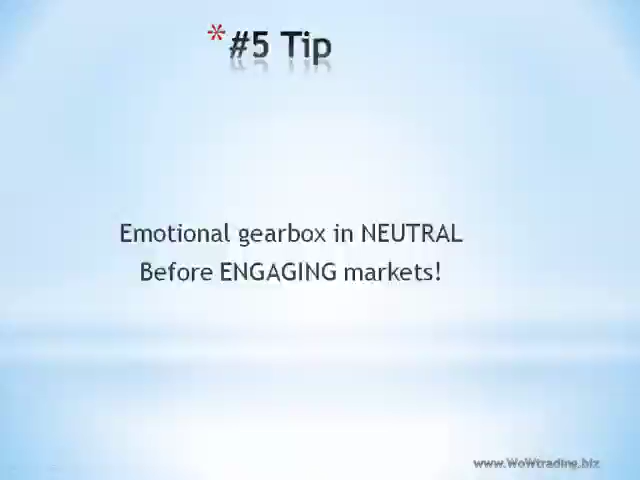 *#5 Tip
Emotional gearbox in NEUTRAL
Before ENGAGING markets!
www.WoWtrading.biz